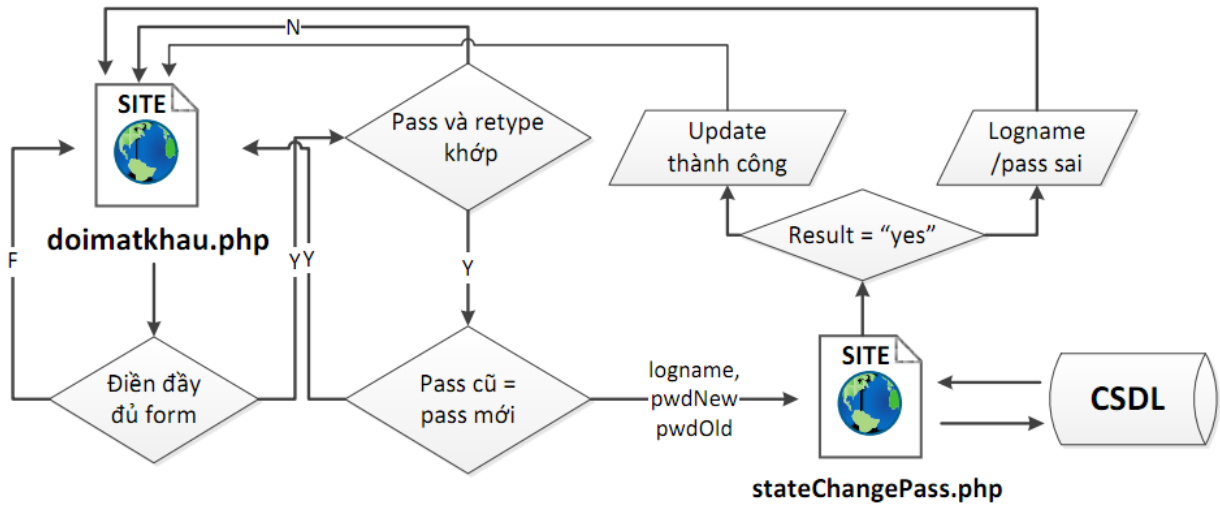 N
SITE
doimatkhau.php
F
Điền đầy
đủ form
Y
Pass và retype
khớp
Y
Y
Pass cũ =
pass mới
logname,
pwdNew
pwdOld
Update
thành công
Logname
/pass sai
Result = “yes”
SITE
stateChangePass.php
CSDL